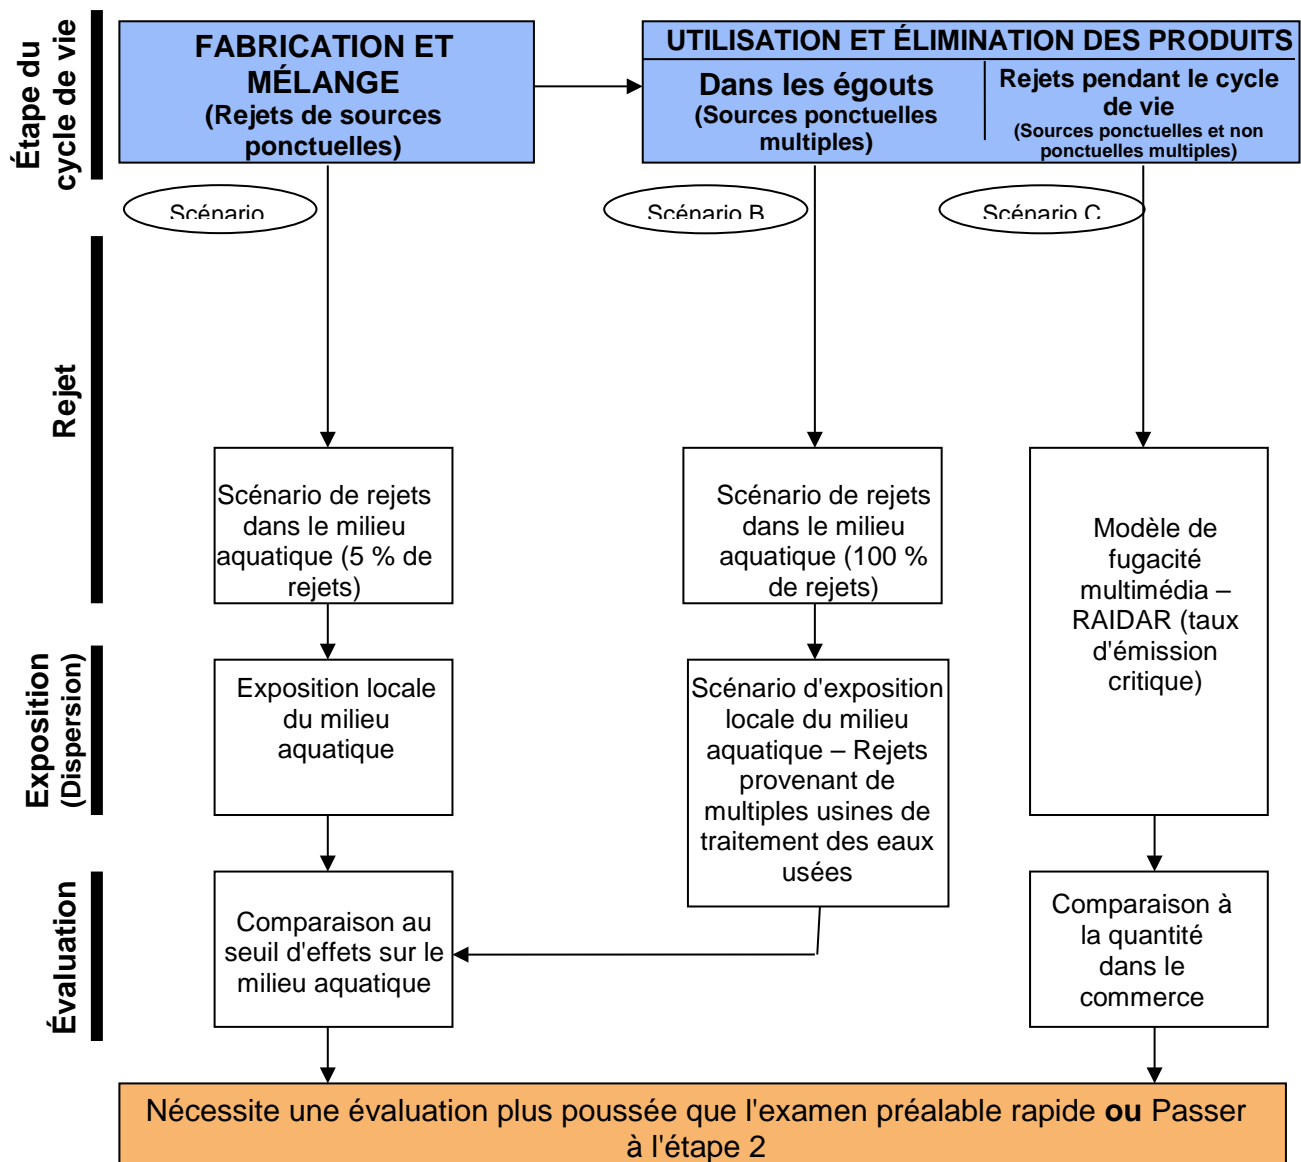 Étape du
cycle de vie
FABRICATION ET
MÉLANGE
(Rejets de sources
ponctuelles)
UTILISATION ET ÉLIMINATION DES PRODUITS
Dans les égouts
(Sources ponctuelles
multiples)
Rejets pendant le cycle
de vie
(Sources ponctuelles et non
ponctuelles multiples)
Scénario
Scénario B
Scénario C
Rejet
Scénario de rejets
dans le milieu
aquatique (5 % de
rejets)
Scénario de rejets
dans le milieu
aquatique (100 %
de rejets)
Modèle de
fugacité
multimédia –
RAIDAR (taux
d'émission
critique)
Exposition
(Dispersion)
Exposition locale
du milieu
aquatique
Scénario d'exposition
locale du milieu
aquatique – Rejets
provenant de
multiples usines de
traitement des eaux
usées
Évaluation
Comparaison au
seuil d'effets sur le
milieu aquatique
Comparaison à
la quantité
dans le
commerce
Nécessite une évaluation plus poussée que l'examen préalable rapide ou Passer
à l'étape 2